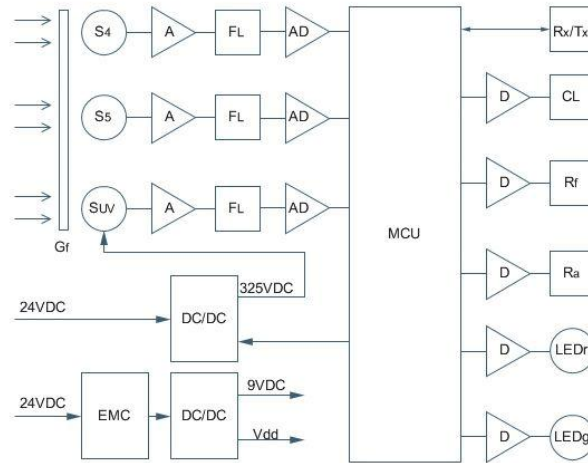 S4 A FL AD Rx/Tx
D CL
S5 A FL AD
D Rf
SUV A FL AD
MCU
Gf
D Ra
325VDC
24VDC DC/DC
D LEDr
24VDC EMC DC/DC 9VDC
Vdd
D LEDg